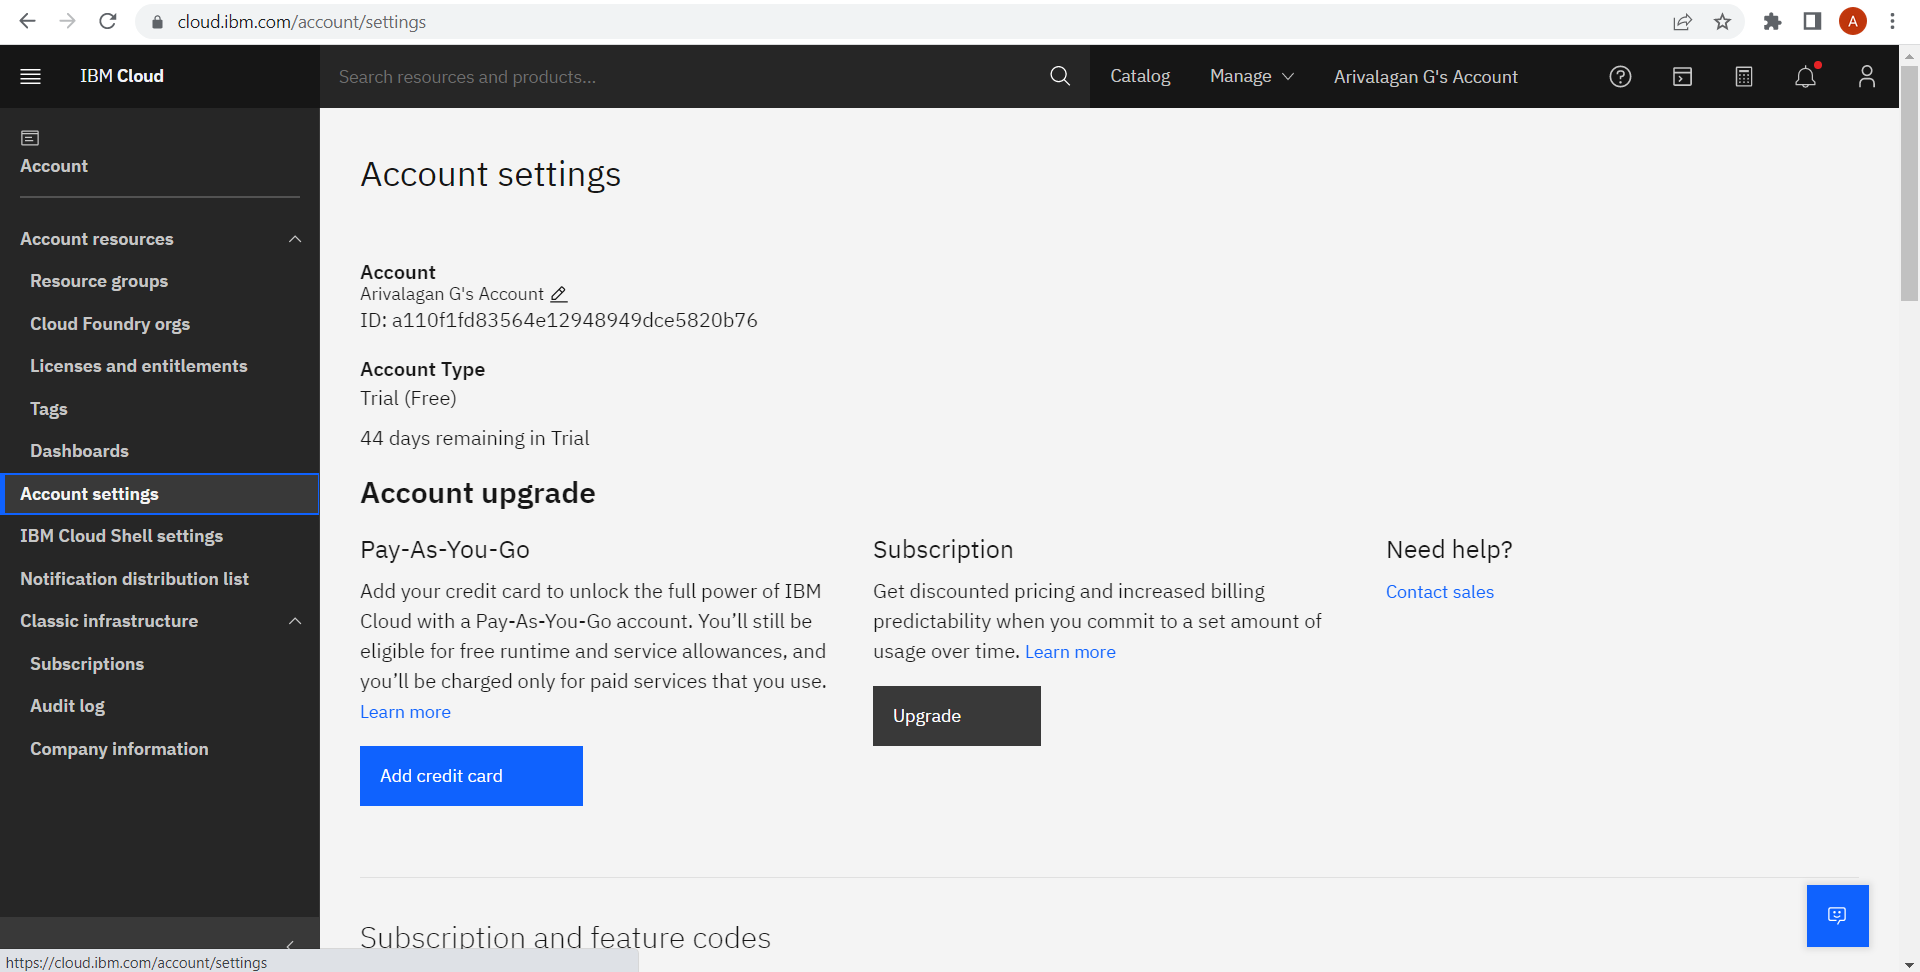 cloud.ibm.com/account/settings
A
IBM Cloud
Search resources and products...
Catalog
Manage
Arivalagan G's Account
Account
Account resources
Resource groups
Cloud Foundry orgs
Licenses and entitlements
Tags
Dashboards
Account settings
IBM Cloud Shell settings
Notification distribution list
Classic infrastructure
Subscriptions
Audit log
Company information
Account settings
Account
Arivalagan G's Account
ID: a110f1fd83564e12948949dce5820b76
Account Type
Trial (Free)
44 days remaining in Trial
Account upgrade
Pay-As-You-Go
Add your credit card to unlock the full power of IBM
Cloud with a Pay-As-You-Go account. You’ll still be
eligible for free runtime and service allowances, and
you’ll be charged only for paid services that you use.
Learn more
Add credit card
Subscription
Get discounted pricing and increased billing
predictability when you commit to a set amount of
usage over time. Learn more
Upgrade
Need help?
Contact sales
Subscription and feature codes
https://cloud.ibm.com/account/settings